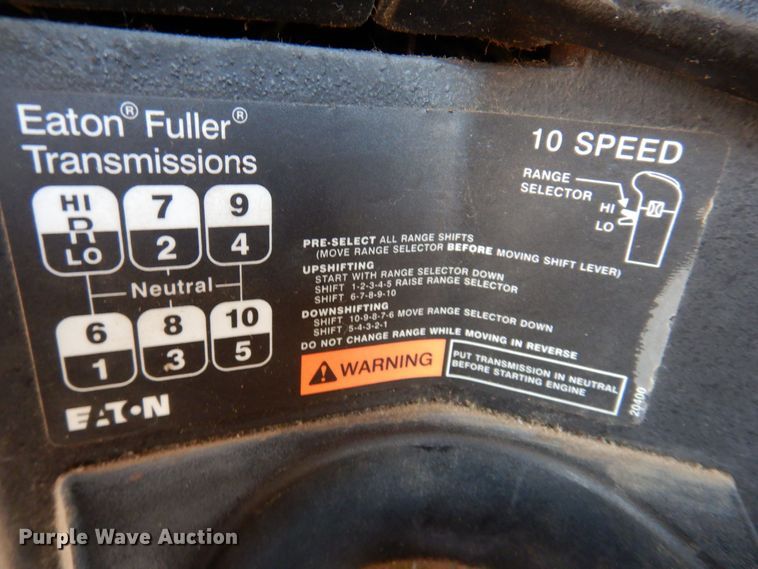 Eaton® Fuller®
Transmissions
10 SPEED
RANGE
SELECTOR
HI
LO
HI 7 9
R
LO 2 4
Neutral
6 8 10
1 3 5
PRE-SELECT ALL RANGE SHIFTS
(MOVE RANGE SELECTOR BEFORE MOVING SHIFT LEVER)
UPSHIFTING
START WITH RANGE SELECTOR DOWN
SHIFT 1-2-3-4-5 RAISE RANGE SELECTOR
SHIFT 6-7-8-9-10
DOWNSHIFTING
SHIFT 10-9-8-7-6 MOVE RANGE SELECTOR DOWN
SHIFT 5-4-3-2-1
DO NOT CHANGE RANGE WHILE MOVING IN REVERSE
WARNING
PUT TRANSMISSION IN NEUTRAL
BEFORE STARTING ENGINE
20400
EATON
Purple Wave Auction